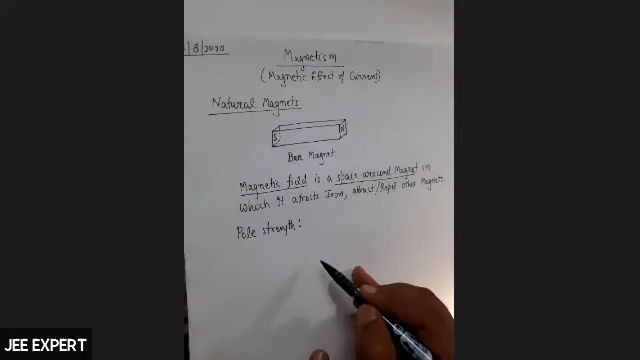 /8/2020
Magnetism
(Magnetic Effect of Current)
Natural Magnets
S N
Bar Magnet
Magnetic field is a space around Magnet in
Which It attracts Iron, attract/Repel other Magnets.
Pole strength:
JEE EXPERT